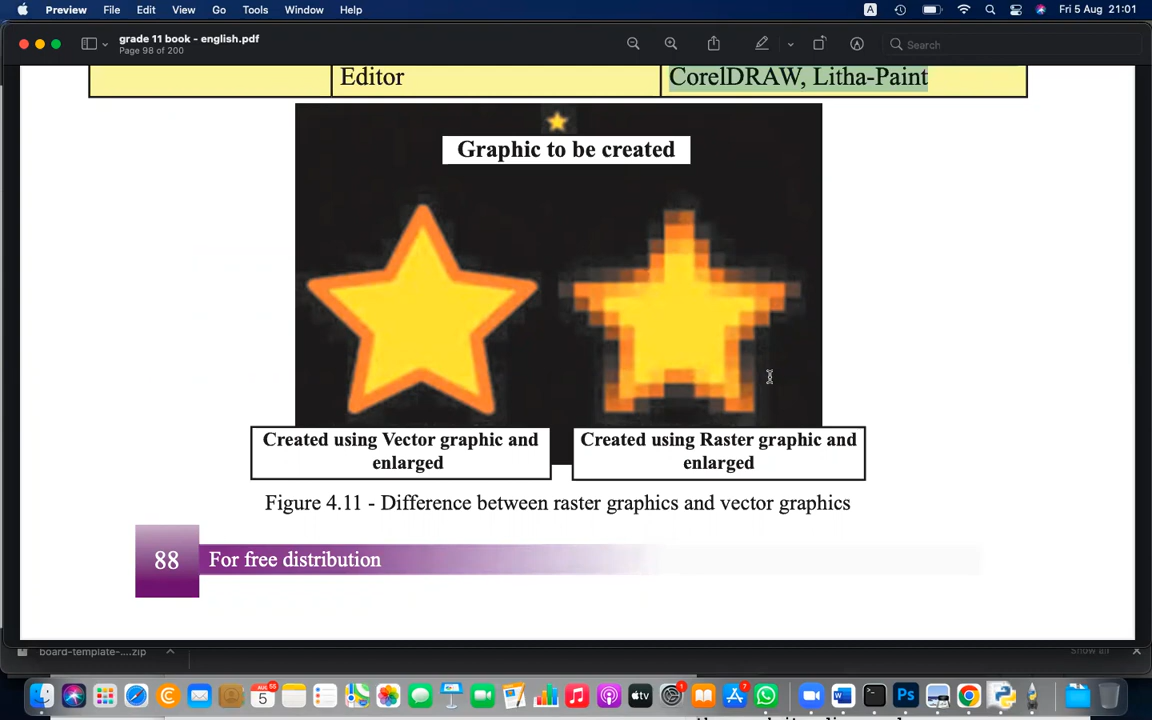 Preview File Edit View Go Tools Window Help A Fri 5 Aug 21:01
grade 11 book - english.pdf
Page 98 of 200
Search
Editor CorelDRAW, Litha-Paint
Graphic to be created
Created using Vector graphic and
enlarged
Created using Raster graphic and
enlarged
Figure 4.11 - Difference between raster graphics and vector graphics
88 For free distribution
board-template-....zip Show all